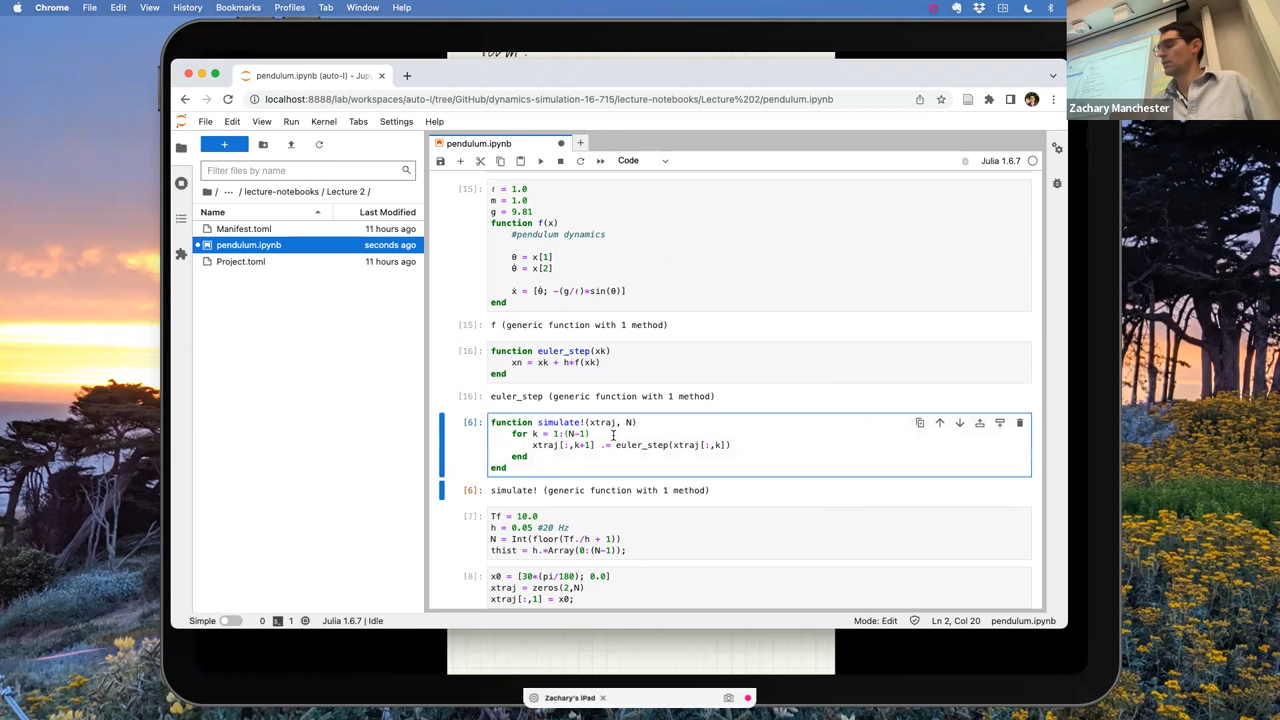 Chrome File Edit View History Bookmarks Profiles Tab Window Help
Zachary Manchester
pendulum.ipynb (auto-I) - Jup
localhost:8888/lab/workspaces/auto-I/tree/GitHub/dynamics-simulation-16-715/lecture-notebooks/Lecture%202/pendulum.ipynb
File Edit View Run Kernel Tabs Settings Help
pendulum.ipynb
Code
Julia 1.6.7
Filter files by name
/ ··· / lecture-notebooks / Lecture 2 /
Name Last Modified
Manifest.toml 11 hours ago
pendulum.ipynb seconds ago
Project.toml 11 hours ago
[15]: ℓ = 1.0
m = 1.0
g = 9.81
function f(x)
#pendulum dynamics
θ = x[1]
θ̇ = x[2]
ẋ = [θ̇; -(g/ℓ)*sin(θ)]
end
[15]: f (generic function with 1 method)
[16]: function euler_step(xk)
xn = xk + h*f(xk)
end
[16]: euler_step (generic function with 1 method)
[6]: function simulate!(xtraj, N)
for k = 1:(N-1)
xtraj[:,k+1] .= euler_step(xtraj[:,k])
end
end
[6]: simulate! (generic function with 1 method)
[7]: Tf = 10.0
h = 0.05 #20 Hz
N = Int(floor(Tf./h + 1))
thist = h.*Array(0:(N-1));
[8]: x0 = [30*(pi/180); 0.0]
xtraj = zeros(2,N)
xtraj[:,1] = x0;
Simple 0 1 Julia 1.6.7 | Idle Mode: Edit Ln 2, Col 20 pendulum.ipynb
Zachary's iPad